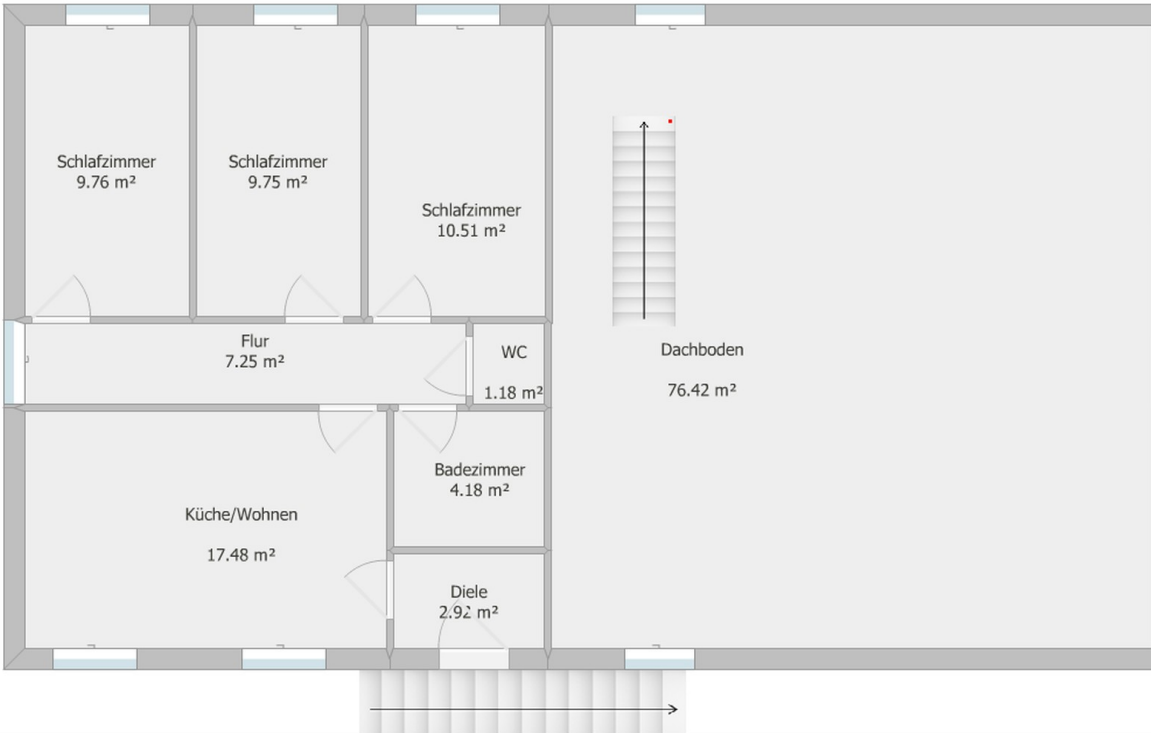 Schlafzimmer
9.76 m²
Schlafzimmer
9.75 m²
Schlafzimmer
10.51 m²
Flur
7.25 m²
WC
1.18 m²
Dachboden
76.42 m²
Badezimmer
4.18 m²
Küche/Wohnen
17.48 m²
Diele
2.92 m²